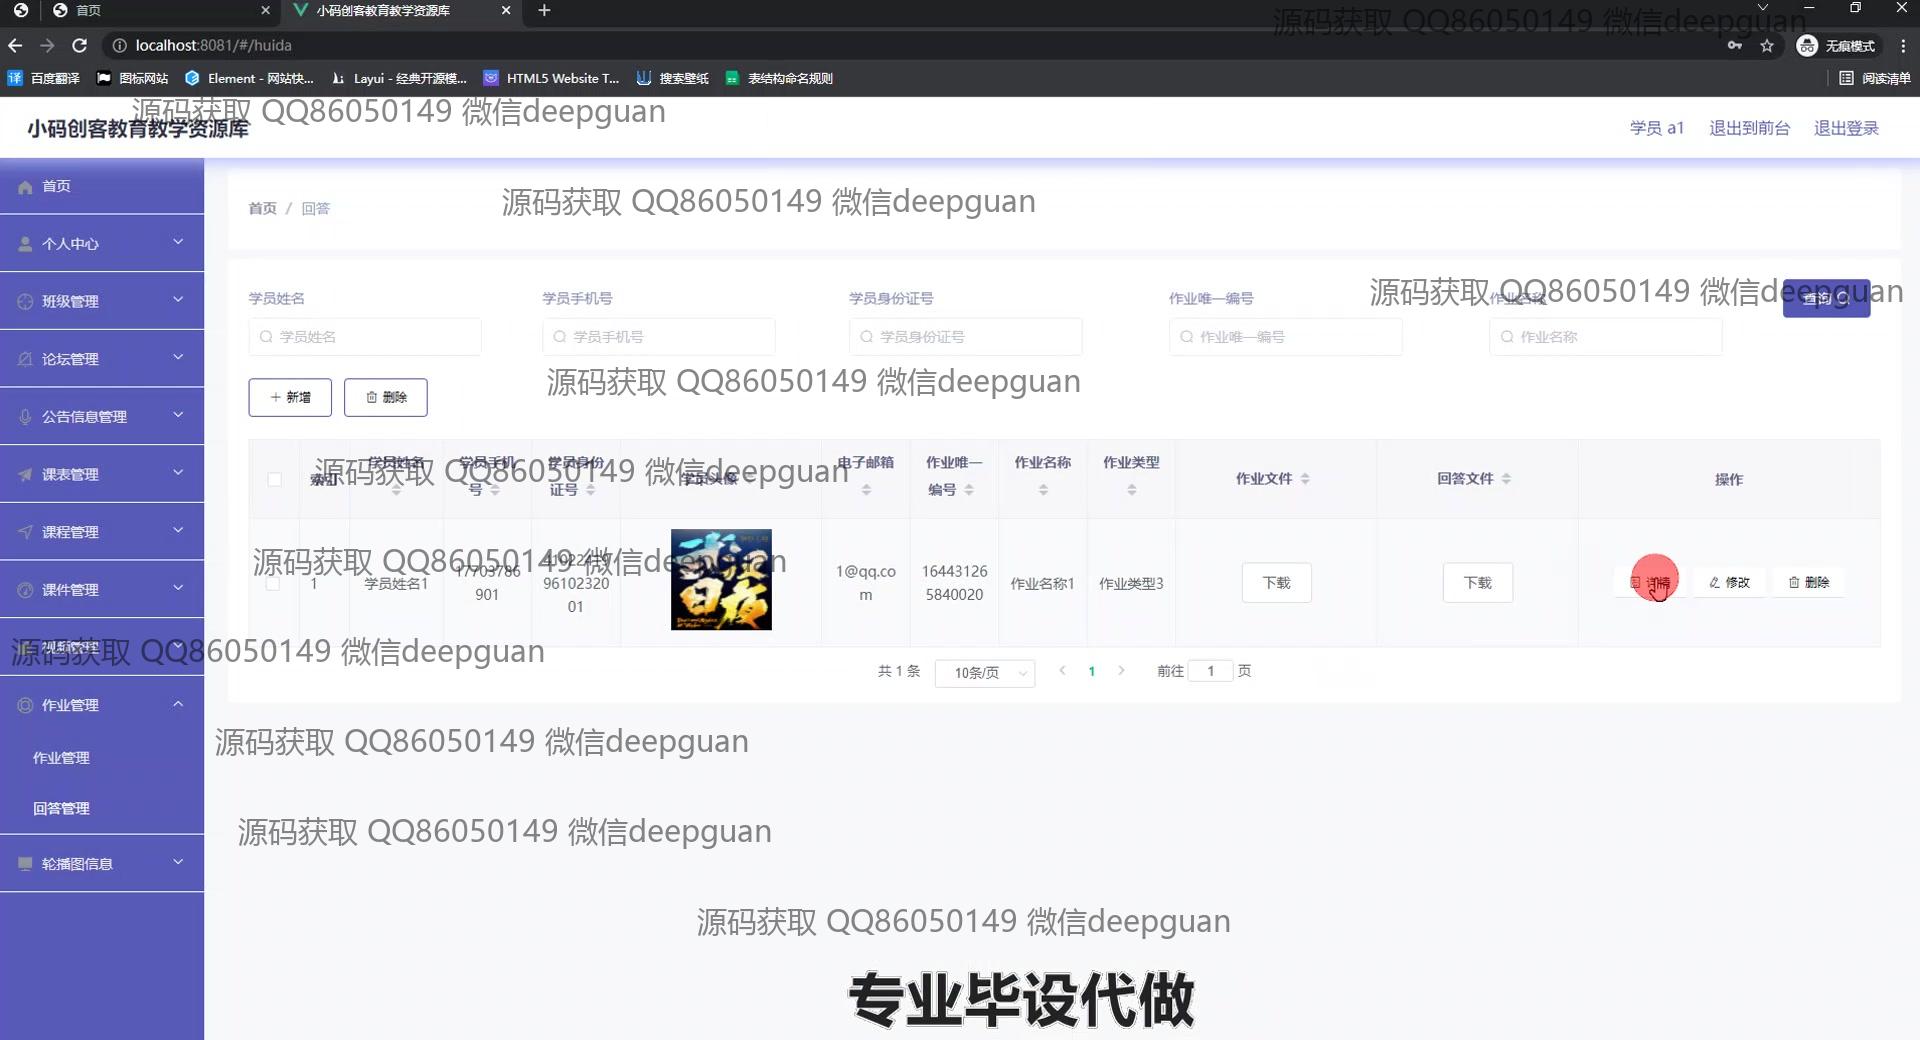 首页
小码创客教育教学资源库
localhost:8081/#/huida
无痕模式
百度翻译
图标网站
Element - 网站快...
Layui - 经典开源模...
HTML5 Website T...
搜索壁纸
表结构命名规则
阅读清单
源码获取 QQ86050149 微信deepguan
源码获取 QQ86050149 微信deepguan
小码创客教育教学资源库
学员 a1
退出到前台
退出登录
首页
个人中心
班级管理
论坛管理
公告信息管理
课表管理
课程管理
课件管理
视频管理
作业管理
作业管理
回答管理
轮播图信息
首页 / 回答
源码获取 QQ86050149 微信deepguan
学员姓名
学员手机号
学员身份证号
作业唯一编号
作业名称
源码获取 QQ86050149 微信deepguan
查询
学员姓名
学员手机号
学员身份证号
作业唯一编号
作业名称
新增
删除
源码获取 QQ86050149 微信deepguan
索引
学员姓名
学员手机号
学员身份证号
学员头像
电子邮箱
作业唯一编号
作业名称
作业类型
作业文件
回答文件
操作
源码获取 QQ86050149 微信deepguan
1
学员姓名1
17703786
901
96102320
01
1@qq.co
m
16443126
5840020
作业名称1
作业类型3
下载
下载
详情
修改
删除
源码获取 QQ86050149 微信deepguan
源码获取 QQ86050149 微信deepguan
共 1 条
10条/页
1
前往 1 页
源码获取 QQ86050149 微信deepguan
源码获取 QQ86050149 微信deepguan
源码获取 QQ86050149 微信deepguan
专业毕设代做